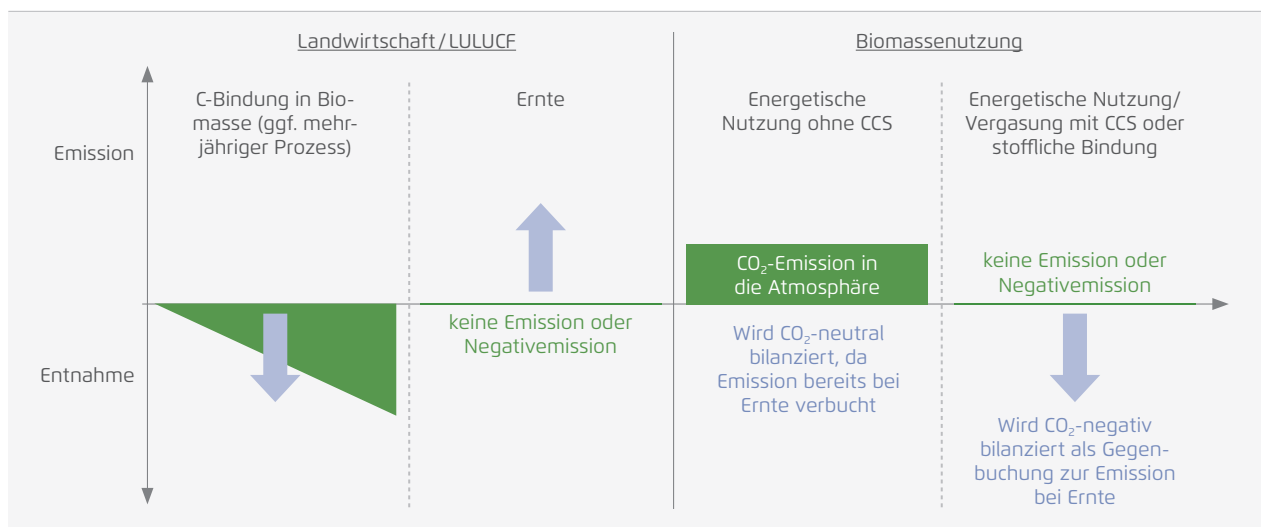 Landwirtschaft/LULUCF
Biomassenutzung
C-Bindung in Bio-
masse (ggf. mehr-
jähriger Prozess)
Ernte
Energetische
Nutzung ohne CCS
Energetische Nutzung/
Vergasung mit CCS oder
stoffliche Bindung
Emission
CO₂-Emission in
die Atmosphäre
keine Emission oder
Negativemission
keine Emission oder
Negativemission
Entnahme
Wird CO₂-neutral
bilanziert, da
Emission bereits bei
Ernte verbucht
Wird CO₂-negativ
bilanziert als Gegen-
buchung zur Emission
bei Ernte